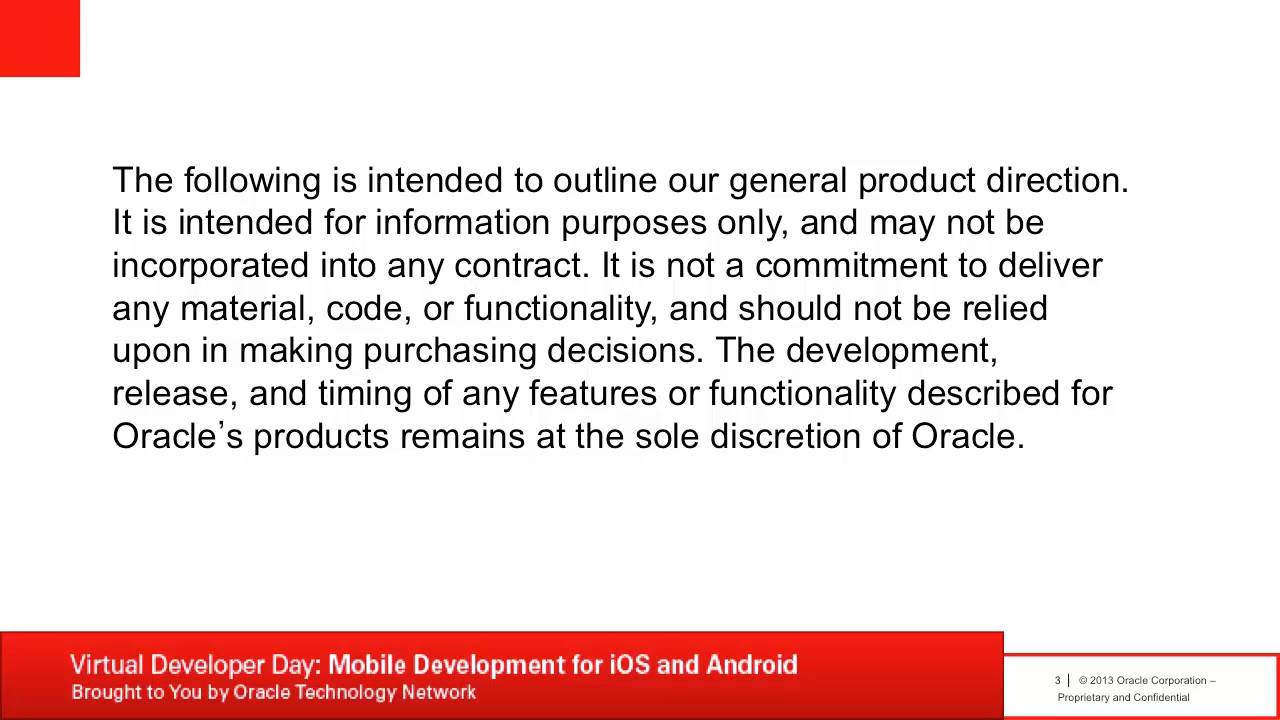 The following is intended to outline our general product direction.
It is intended for information purposes only, and may not be
incorporated into any contract. It is not a commitment to deliver
any material, code, or functionality, and should not be relied
upon in making purchasing decisions. The development,
release, and timing of any features or functionality described for
Oracle’s products remains at the sole discretion of Oracle.
Virtual Developer Day: Mobile Development for iOS and Android
Brought to You by Oracle Technology Network
3 | © 2013 Oracle Corporation –
Proprietary and Confidential